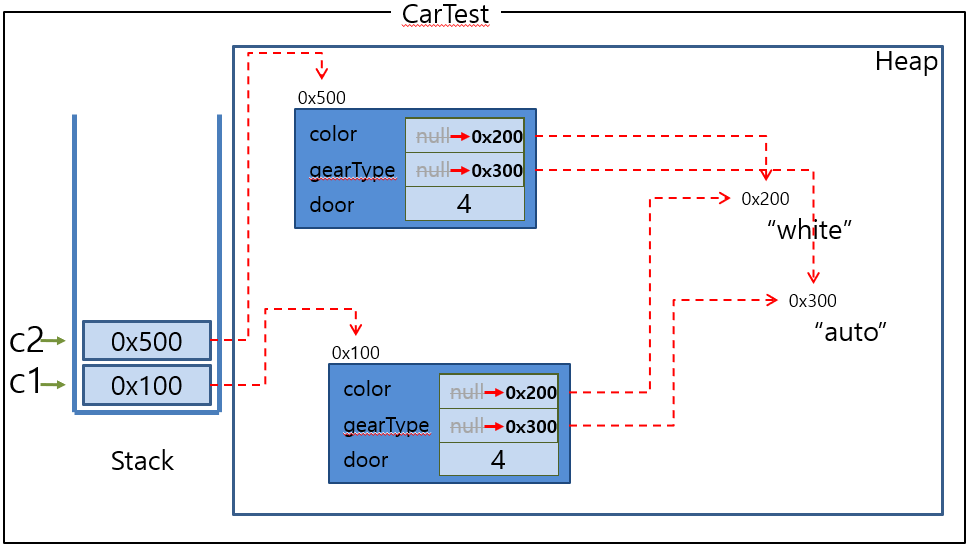 CarTest
Heap
0x500
color null 0x200
gearType null 0x300
door 4
0x200
“white”
0x300
“auto”
c2 0x500
c1 0x100
Stack
0x100
color null 0x200
gearType null 0x300
door 4